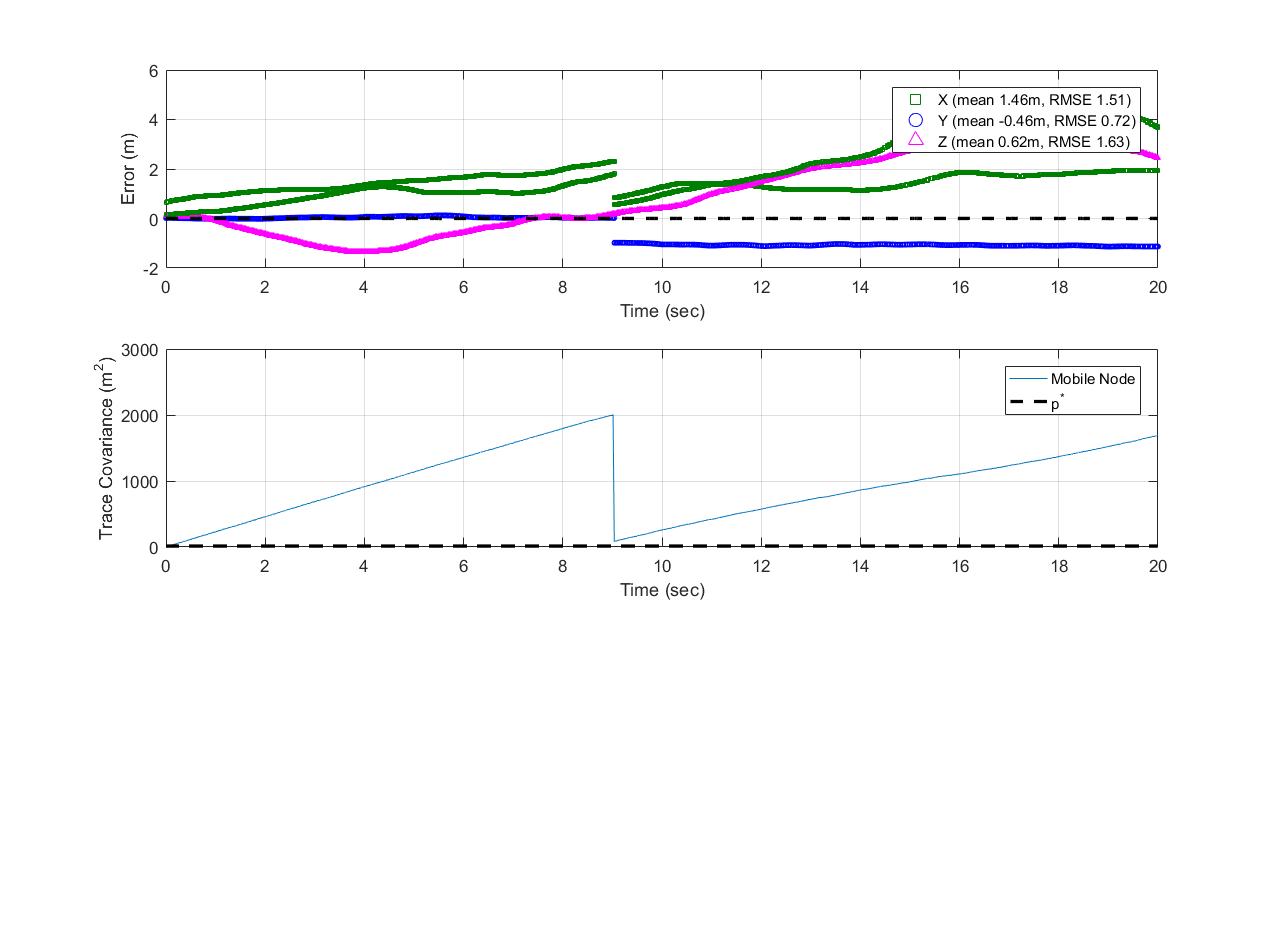 6
4
2
0
-2
Error (m)
X (mean 1.46m, RMSE 1.51)
Y (mean -0.46m, RMSE 0.72)
Z (mean 0.62m, RMSE 1.63)
0 2 4 6 8 10 12 14 16 18 20
Time (sec)
3000
2000
1000
0
Trace Covariance (m²)
Mobile Node
p*
0 2 4 6 8 10 12 14 16 18 20
Time (sec)